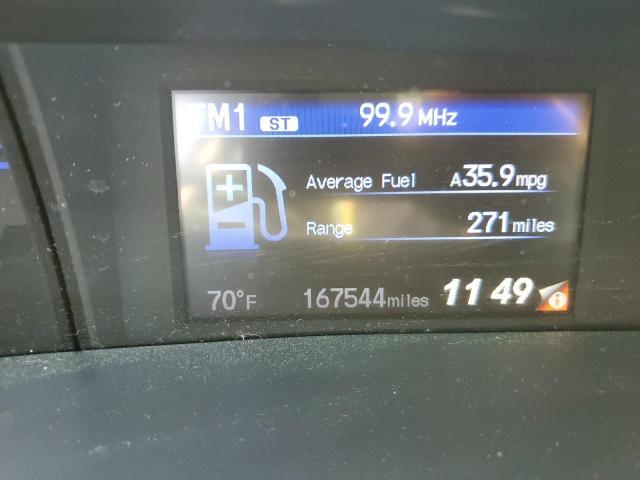 FM1 ST 99.9 MHz
Average Fuel A35.9mpg
Range 271miles
70°F 167544miles 11 49 i